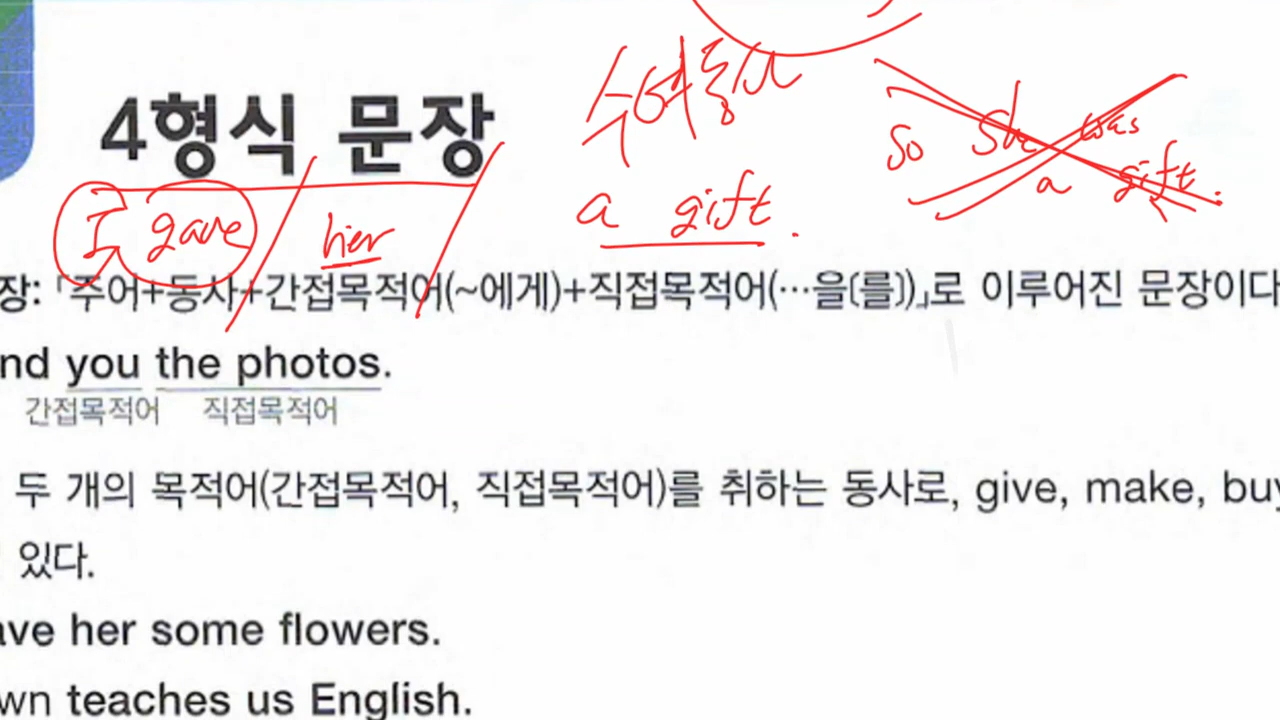 4형식 문장
수여동사
so She was
a gift.
I gave her a gift.
장: 「주어+동사+간접목적어(~에게)+직접목적어(…을(를))」로 이루어진 문장이다
nd you the photos.
간접목적어 직접목적어
두 개의 목적어(간접목적어, 직접목적어)를 취하는 동사로, give, make, buy
있다.
ave her some flowers.
wn teaches us English.